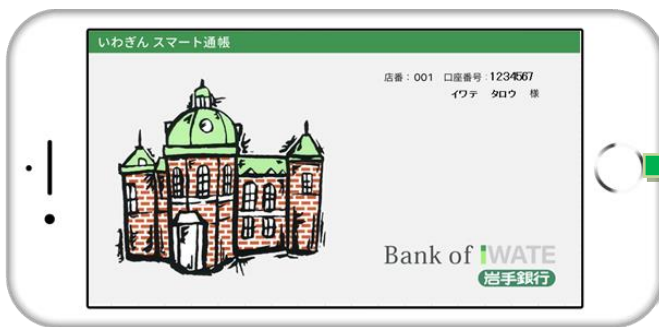 いわぎん スマート通帳
店番：001 口座番号：1234567
イワテ タロウ 様
Bank of iWATE
岩手銀行